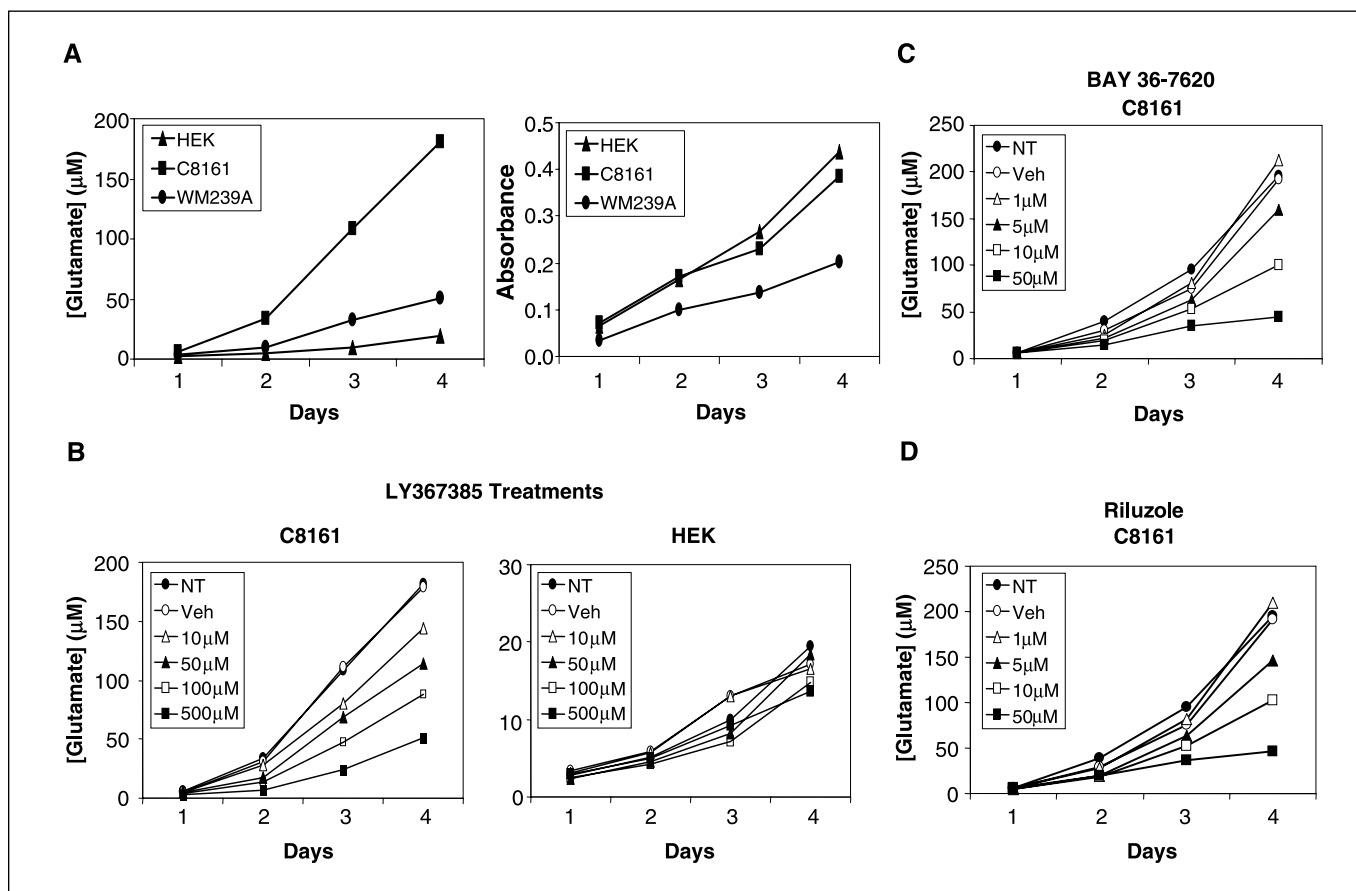 A
[Glutamate] (μM)
200
150
100
50
0
HEK
C8161
WM239A
1 2 3 4
Days
Absorbance
0.5
0.4
0.3
0.2
0.1
0.0
HEK
C8161
WM239A
1 2 3 4
Days
C
BAY 36-7620
C8161
[Glutamate] (μM)
250
200
150
100
50
0
NT
Veh
1μM
5μM
10μM
50μM
1 2 3 4
Days
B
LY367385 Treatments
C8161
[Glutamate] (μM)
200
150
100
50
0
NT
Veh
10μM
50μM
100μM
500μM
1 2 3 4
Days
HEK
30
20
10
0
NT
Veh
10μM
50μM
100μM
500μM
1 2 3 4
Days
D
Riluzole
C8161
[Glutamate] (μM)
250
200
150
100
50
0
NT
Veh
1μM
5μM
10μM
50μM
1 2 3 4
Days